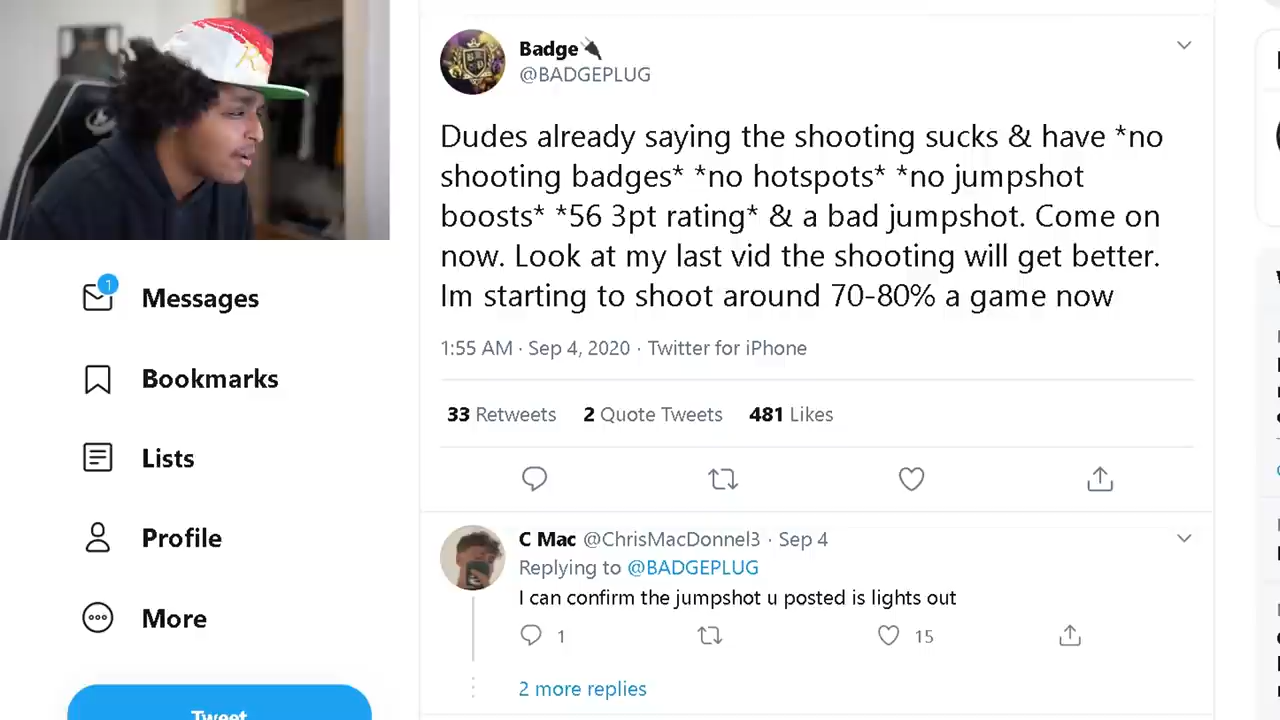 Badge
@BADGEPLUG
Dudes already saying the shooting sucks & have *no
shooting badges* *no hotspots* *no jumpshot
boosts* *56 3pt rating* & a bad jumpshot. Come on
now. Look at my last vid the shooting will get better.
Im starting to shoot around 70-80% a game now
1:55 AM · Sep 4, 2020 · Twitter for iPhone
33 Retweets 2 Quote Tweets 481 Likes
C Mac @ChrisMacDonnel3 · Sep 4
Replying to @BADGEPLUG
I can confirm the jumpshot u posted is lights out
1 15
2 more replies
1
Messages
Bookmarks
Lists
Profile
More
Tweet